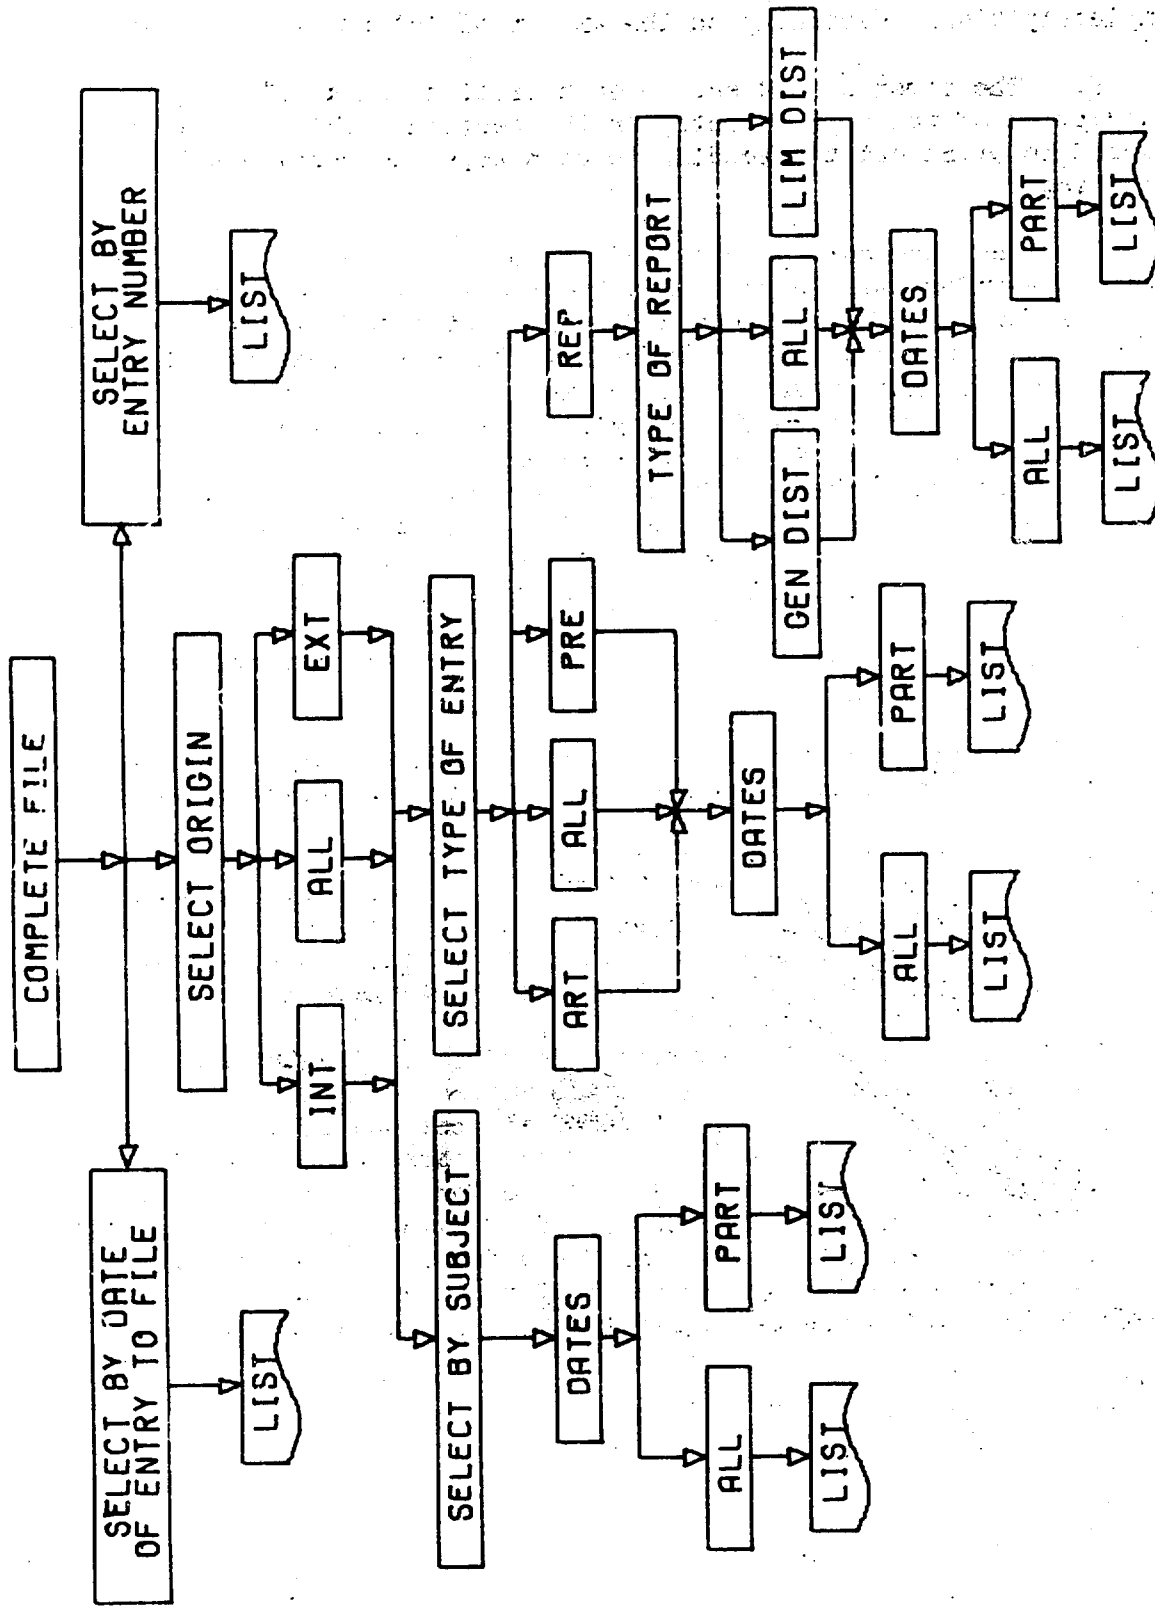 COMPLETE FILE
SELECT BY DATE
OF ENTRY TO FILE
SELECT BY
ENTRY NUMBER
SELECT ORIGIN
LIST
LIST
INT
ALL
EXT
SELECT BY SUBJECT
SELECT TYPE OF ENTRY
DATES
ART
ALL
PRE
REP
TYPE OF REPORT
ALL
PART
DATES
GEN DIST
ALL
LIM DIST
LIST
LIST
ALL
PART
DATES
LIST
LIST
ALL
PART
LIST
LIST